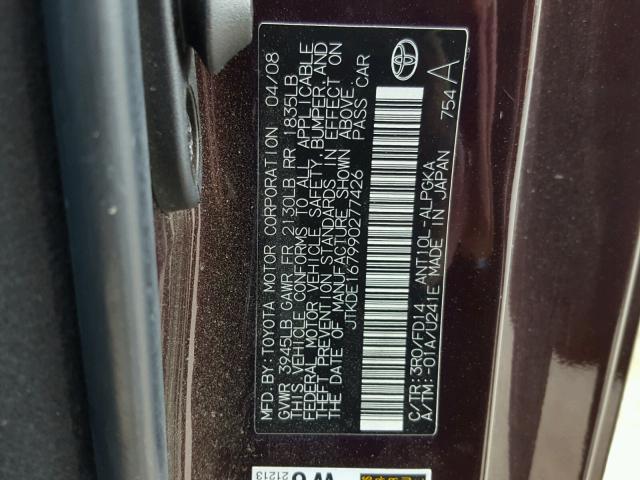 MFD.BY:TOYOTA MOTOR CORPORATION 04/08
GVWR 3945LB GAWR FR 2130LB RR 1835LB
THIS VEHICLE CONFORMS TO ALL APPLICABLE
FEDERAL MOTOR VEHICLE SAFETY, BUMPER AND
THEFT PREVENTION STANDARDS IN EFFECT ON
THE DATE OF MANUFACTURE SHOWN ABOVE.
JTKDE167990277426 PASS CAR
C/TR:3R0/FD14 ANT10L-ALPGKA
A/TM:-01A/U241E MADE IN JAPAN 754 A
21213